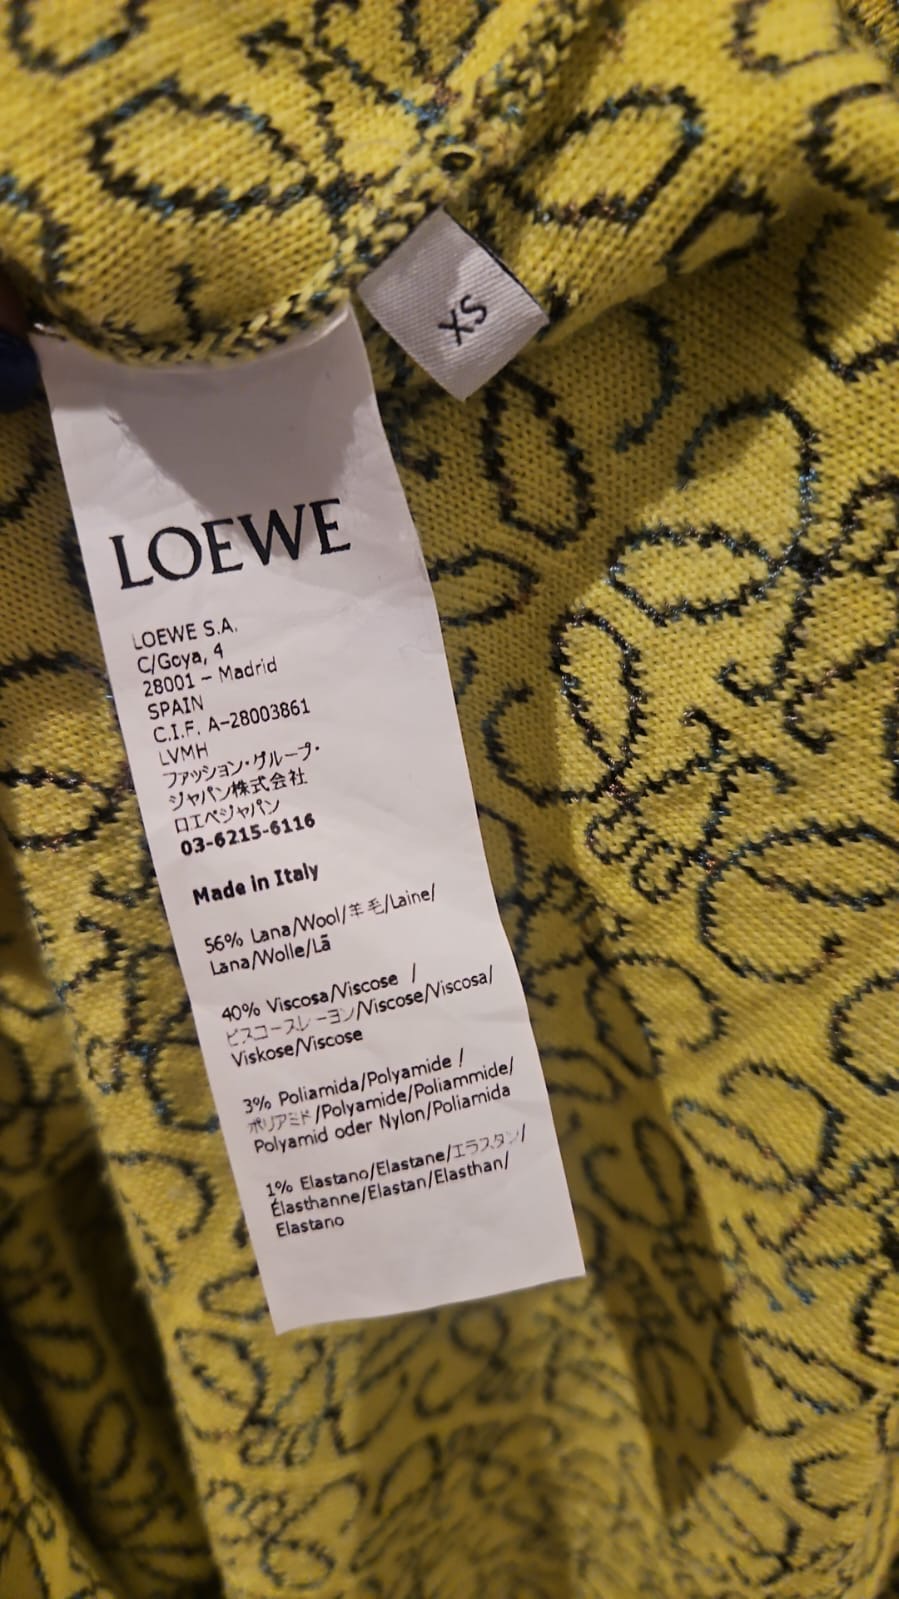 XS
LOEWE
LOEWE S.A.
C/Goya, 4
28001 – Madrid
SPAIN
C.I.F. A-28003861
LVMH
ファッション・グループ・
ジャパン株式会社
ロエベジャパン
03-6215-6116
Made in Italy
56% Lana/Wool/羊毛/Laine/
Lana/Wolle/Lã
40% Viscosa/Viscose /
ビスコースレーヨン/Viscose/Viscosa/
Viskose/Viscose
3% Poliamida/Polyamide /
ポリアミド/Polyamide/Poliammide/
Polyamid oder Nylon/Poliamida
1% Elastano/Elastane/エラスタン/
Élasthanne/Elastan/Elasthan/
Elastano